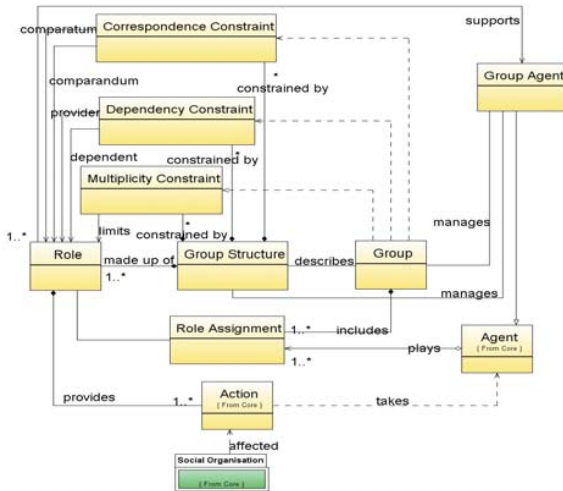 comparatum
Correspondence Constraint
supports
Group Agent
comparandum
*
constrained by
Dependency Constraint
provider
dependent
*
constrained by
Multiplicity Constraint
limits
*
constrained by
manages
1..*
Role
made up of
1..*
Group Structure
describes
Group
manages
Role Assignment
1..*
includes
1..*
plays
Agent
( From Core )
provides
1..*
Action
( From Core )
takes
affected
Social Organisation
( From Core )